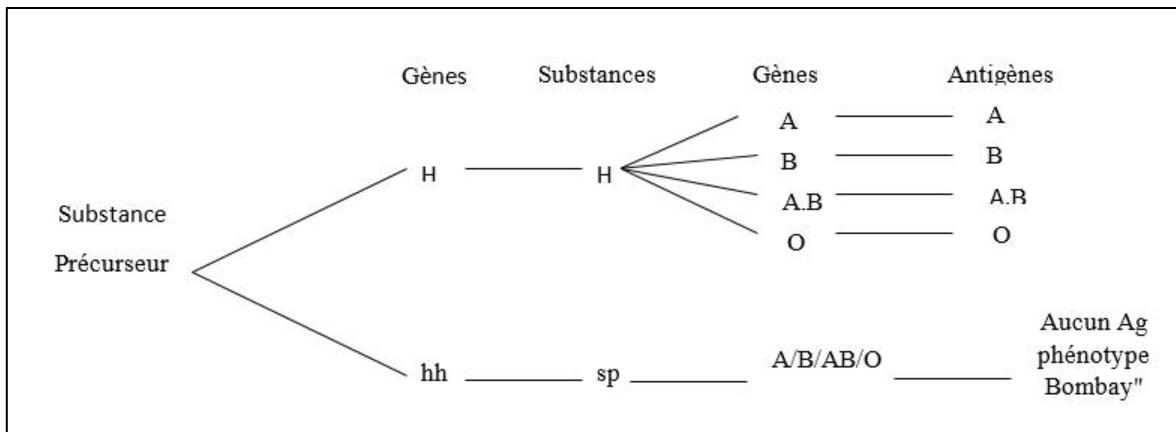 Gènes Substances Gènes Antigènes
A A
H H B B
A.B A.B
O O
Substance
Précurseur
hh sp A/B/AB/O Aucun Ag
phénotype
Bombay"